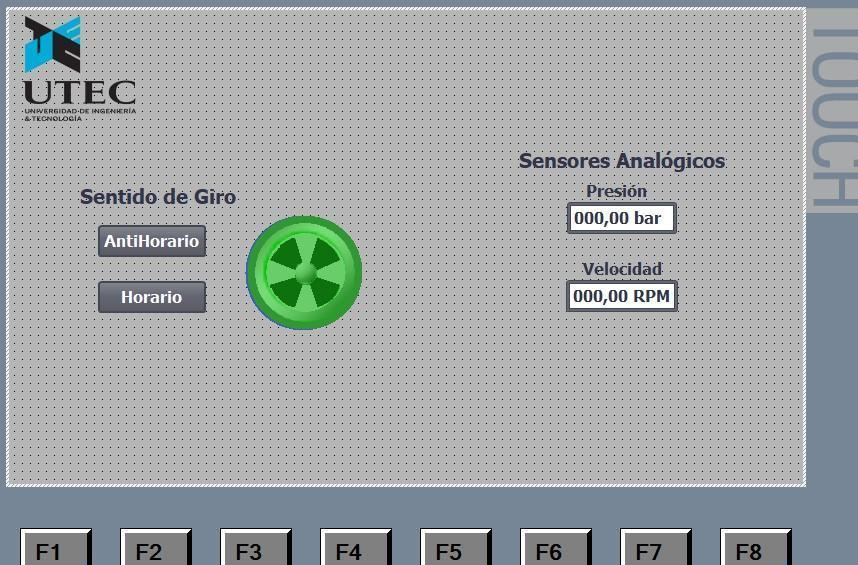 UTEC
UNIVERSIDAD DE INGENIERÍA
& TECNOLOGÍA
TOUCH
Sensores Analógicos
Presión
000,00 bar
Velocidad
000,00 RPM
Sentido de Giro
AntiHorario
Horario
F1 F2 F3 F4 F5 F6 F7 F8